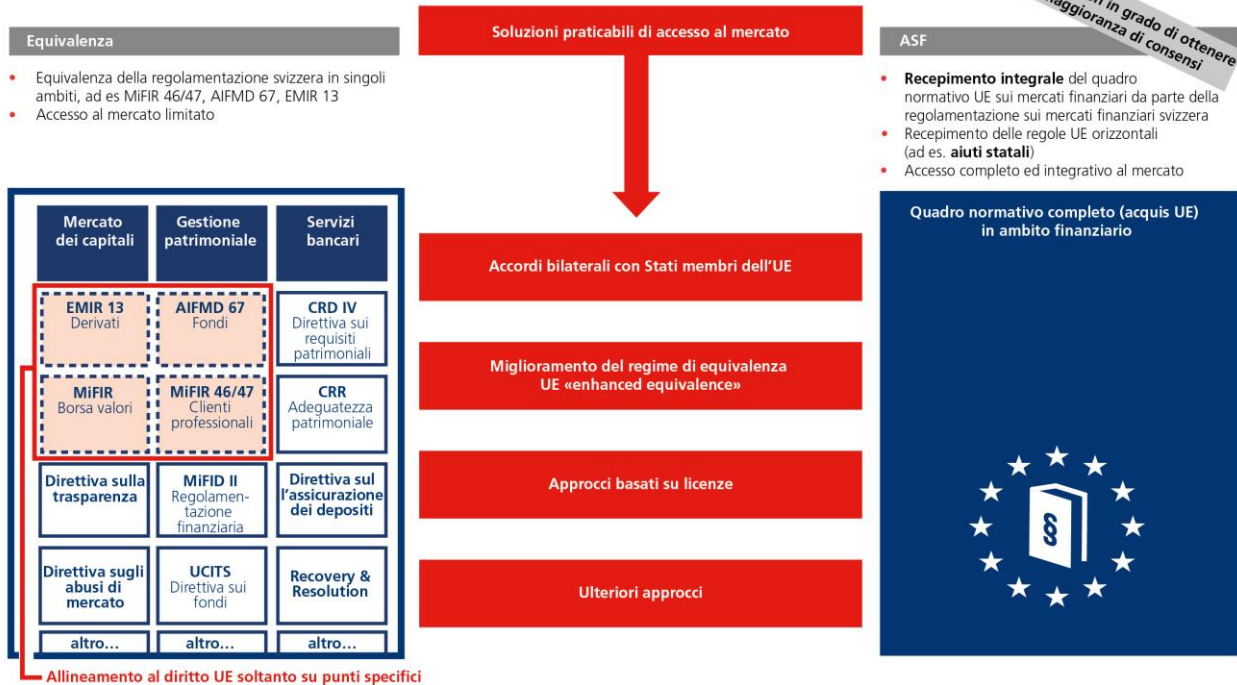 Equivalenza
• Equivalenza della regolamentazione svizzera in singoli
ambiti, ad es MiFIR 46/47, AIFMD 67, EMIR 13
• Accesso al mercato limitato
Mercato
dei capitali
Gestione
patrimoniale
Servizi
bancari
EMIR 13
Derivati
AIFMD 67
Fondi
CRD IV
Direttiva sui
requisiti
patrimoniali
MiFIR
Borsa valori
MiFIR 46/47
Clienti
professionali
CRR
Adeguatezza
patrimoniale
Direttiva sulla
trasparenza
MiFID II
Regolamen-
tazione
finanziaria
Direttiva sul
l'assicurazione
dei depositi
Direttiva sugli
abusi di
mercato
UCITS
Direttiva sui
fondi
Recovery &
Resolution
altro…
altro…
altro…
Allineamento al diritto UE soltanto su punti specifici
Soluzioni praticabili di accesso al mercato
Accordi bilaterali con Stati membri dell'UE
Miglioramento del regime di equivalenza
UE «enhanced equivalence»
Approcci basati su licenze
Ulteriori approcci
ASF
in grado di ottenere
maggioranza di consensi
• Recepimento integrale del quadro
normativo UE sui mercati finanziari da parte della
regolamentazione sui mercati finanziari svizzera
• Recepimento delle regole UE orizzontali
(ad es. aiuti statali)
• Accesso completo ed integrativo al mercato
Quadro normativo completo (acquis UE)
in ambito finanziario
§